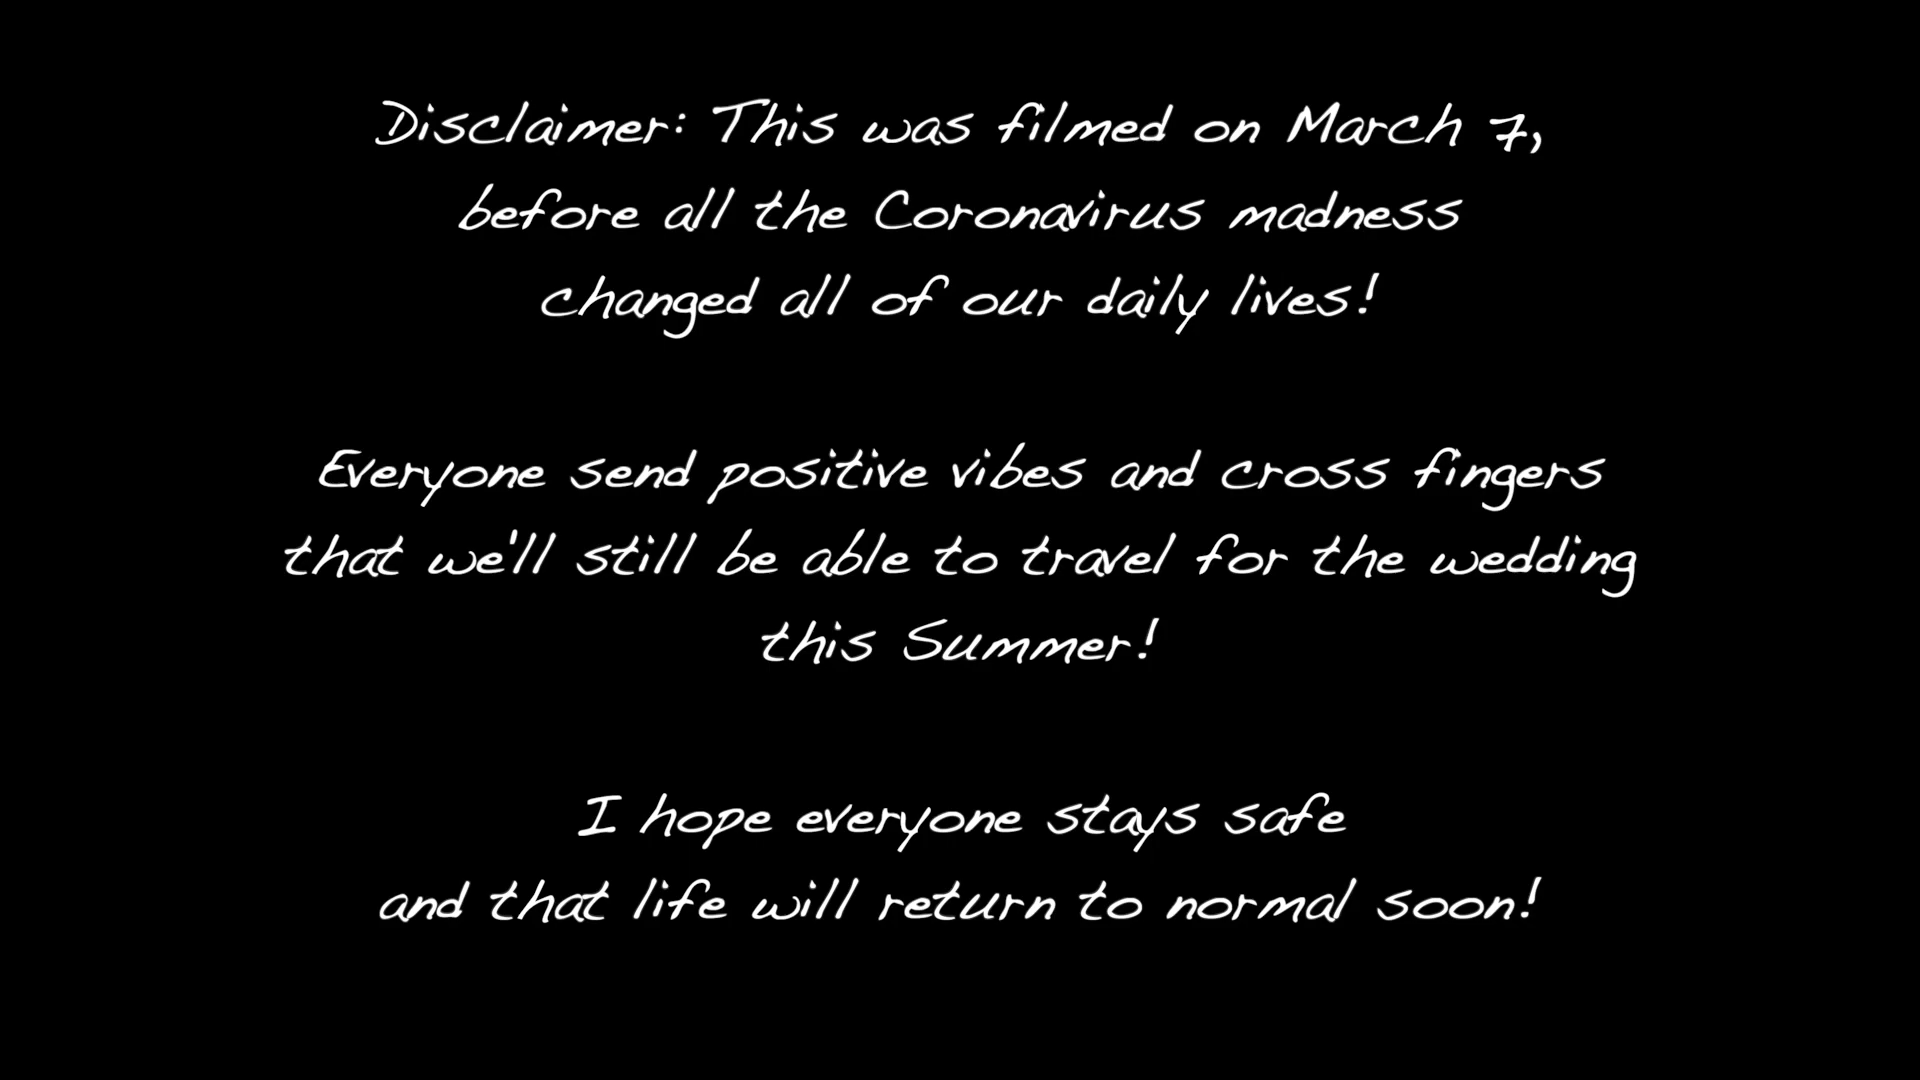 Disclaimer: This was filmed on March 7,
before all the Coronavirus madness
changed all of our daily lives!
Everyone send positive vibes and cross fingers
that we'll still be able to travel for the wedding
this Summer!
I hope everyone stays safe
and that life will return to normal soon!